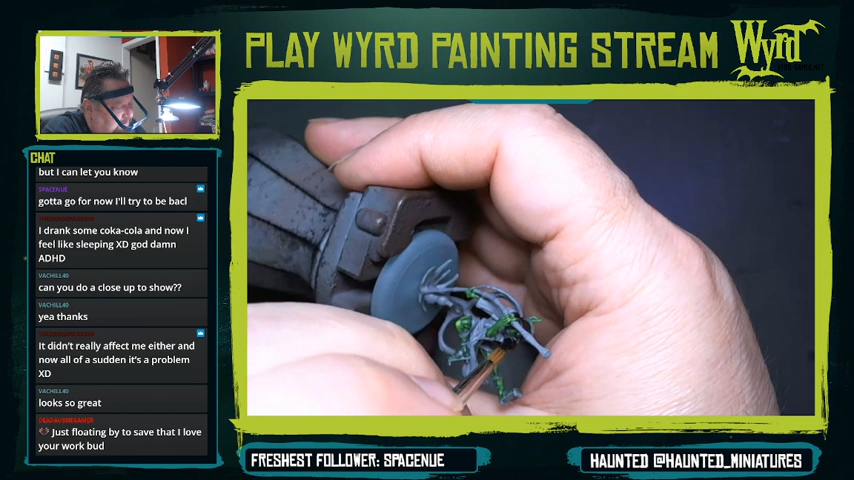 PLAY WYRD PAINTING STREAM
Wyrd
CHAT
but I can let you know
SPACENUE
gotta go for now I'll try to be bacl
I drank some coka-cola and now I
feel like sleeping XD god damn
ADHD
VACHILL40
can you do a close up to show??
VACHILL40
yea thanks
It didn't really affect me either and
now all of a sudden it's a problem
XD
VACHILL40
looks so great
Just floating by to save that I love
your work bud
FRESHEST FOLLOWER: SPACENUE
HAUNTED @HAUNTED_MINIATURES